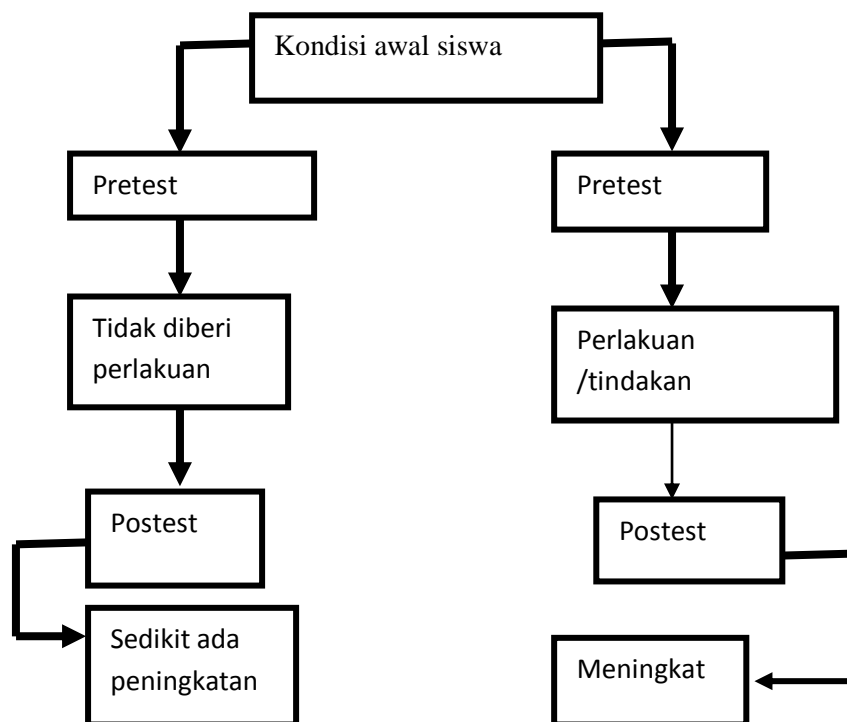 Kondisi awal siswa
Pretest
Pretest
Tidak diberi
perlakuan
Perlakuan
/tindakan
Postest
Postest
Sedikit ada
peningkatan
Meningkat